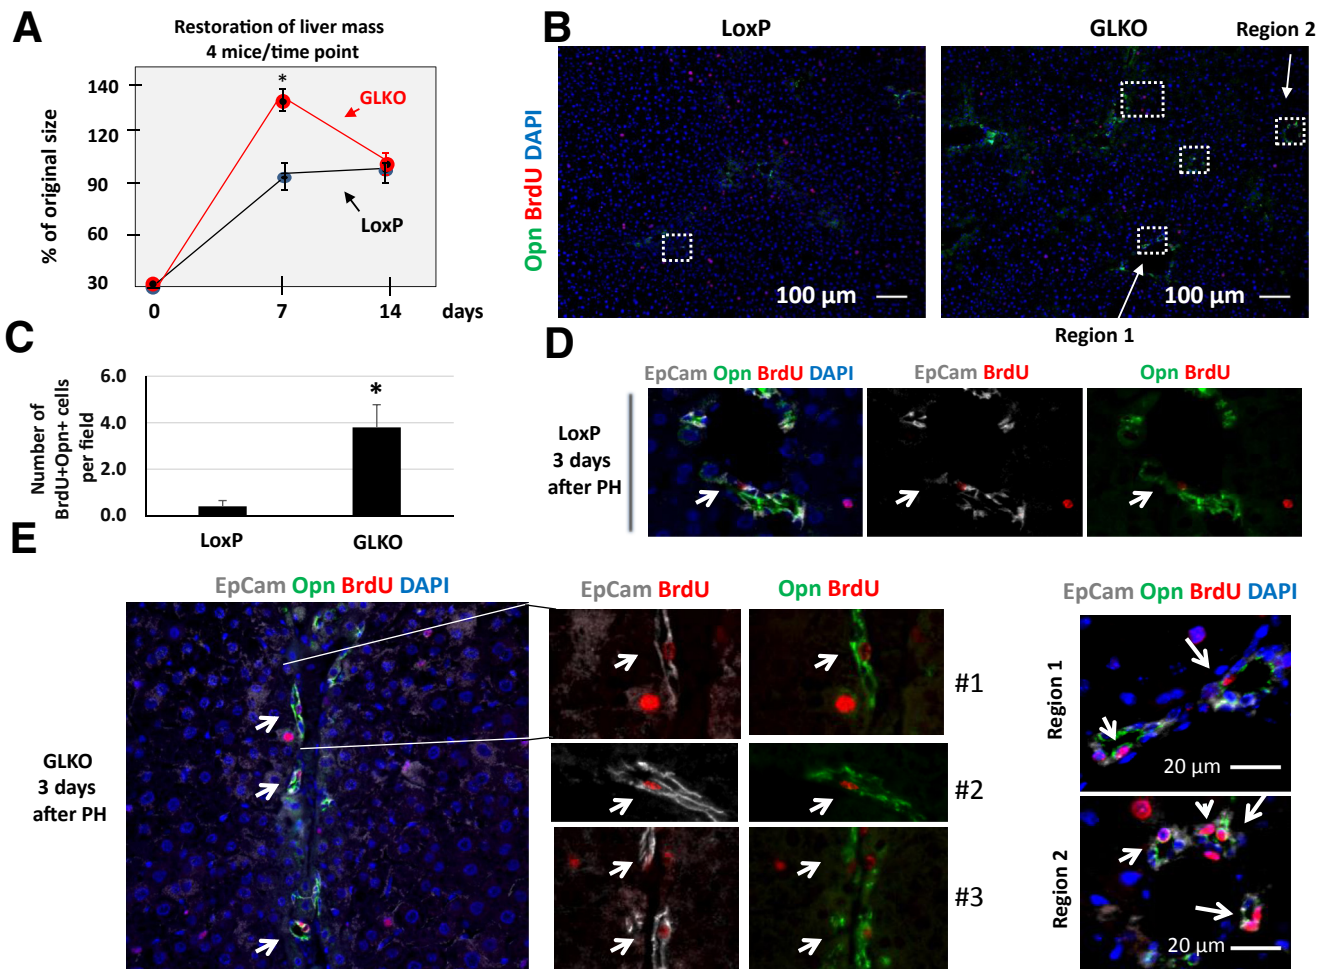 A
Restoration of liver mass
4 mice/time point
% of original size
140
120
90
60
30
*
GLKO
LoxP
0
7
14
days
B
LoxP
GLKO
Region 2
Opn BrdU DAPI
100 μm
100 μm
Region 1
C
Number of
BrdU+Opn+ cells
per field
6.0
4.0
2.0
0.0
*
LoxP
GLKO
D
EpCam Opn BrdU DAPI
EpCam BrdU
Opn BrdU
LoxP
3 days
after PH
E
EpCam Opn BrdU DAPI
EpCam BrdU
Opn BrdU
EpCam Opn BrdU DAPI
GLKO
3 days
after PH
#1
#2
#3
Region 1
20 μm
Region 2
20 μm